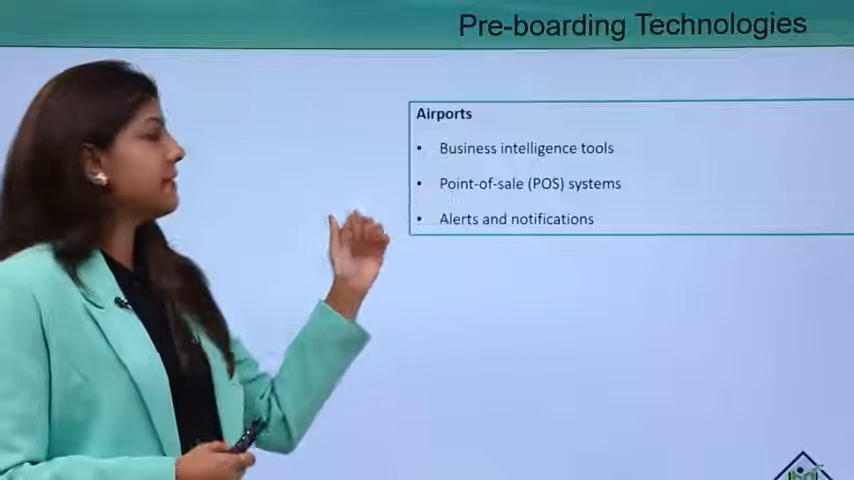 Pre-boarding Technologies
Airports
• Business intelligence tools
• Point-of-sale (POS) systems
• Alerts and notifications